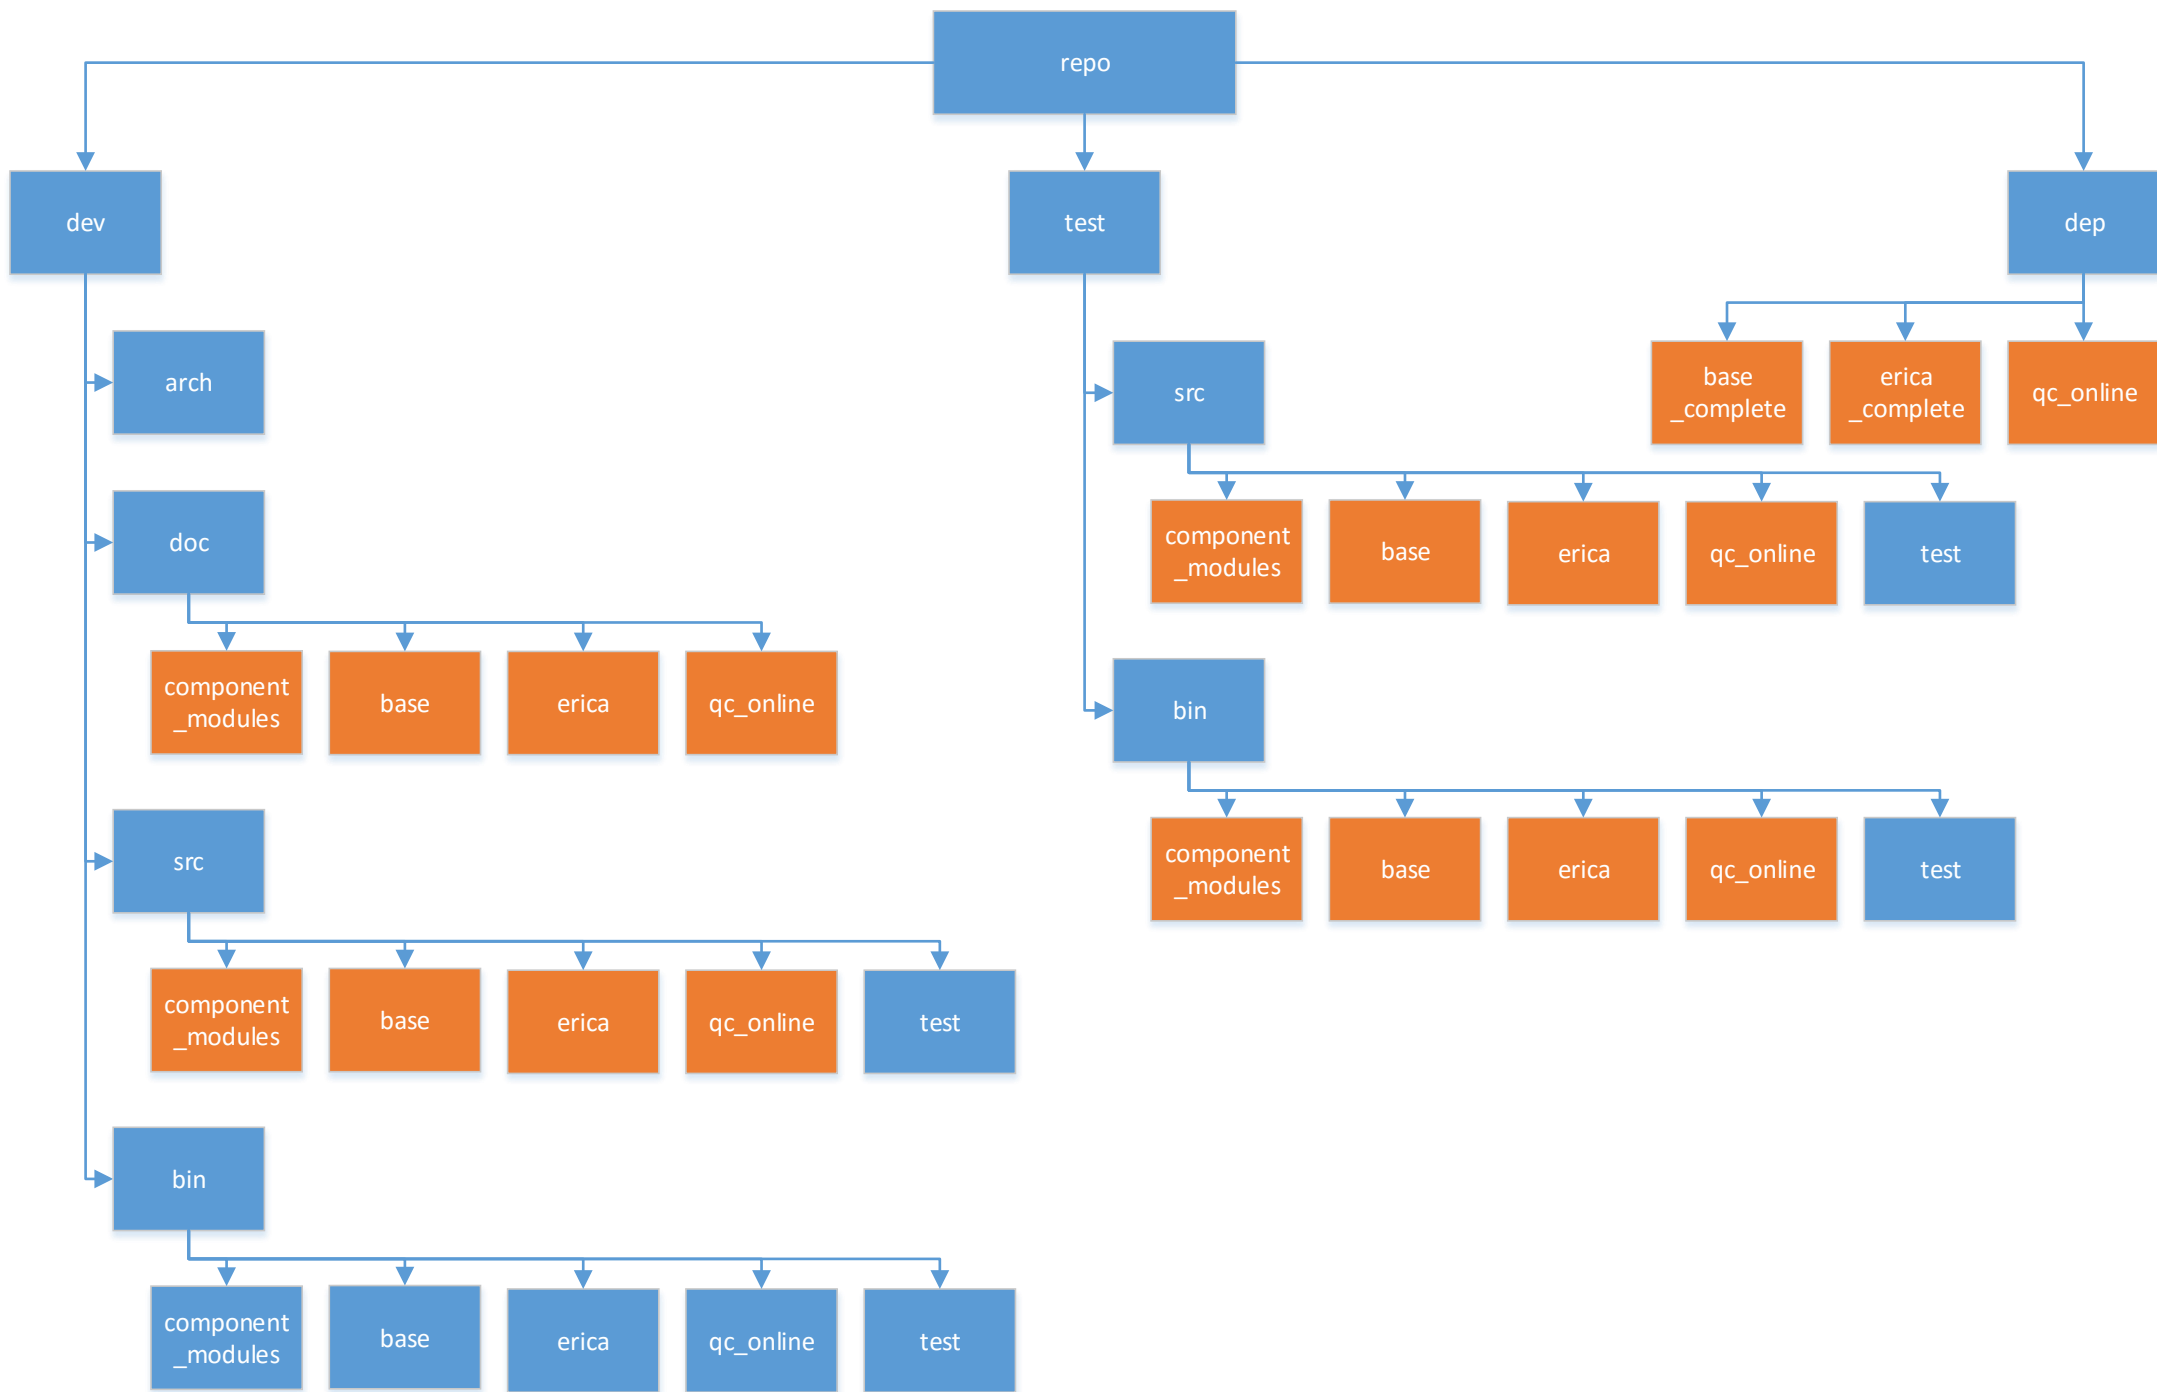 repo
dev
test
dep
arch
src
base
_complete
erica
_complete
qc_online
doc
component
_modules
base
erica
qc_online
test
component
_modules
base
erica
qc_online
bin
src
component
_modules
base
erica
qc_online
test
component
_modules
base
erica
qc_online
test
bin
component
_modules
base
erica
qc_online
test